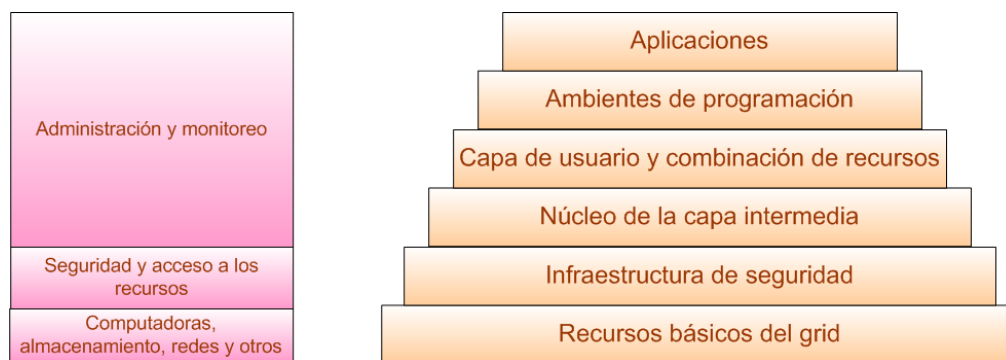 Administración y monitoreo
Seguridad y acceso a los
recursos
Computadoras,
almacenamiento, redes y otros
Aplicaciones
Ambientes de programación
Capa de usuario y combinación de recursos
Núcleo de la capa intermedia
Infraestructura de seguridad
Recursos básicos del grid